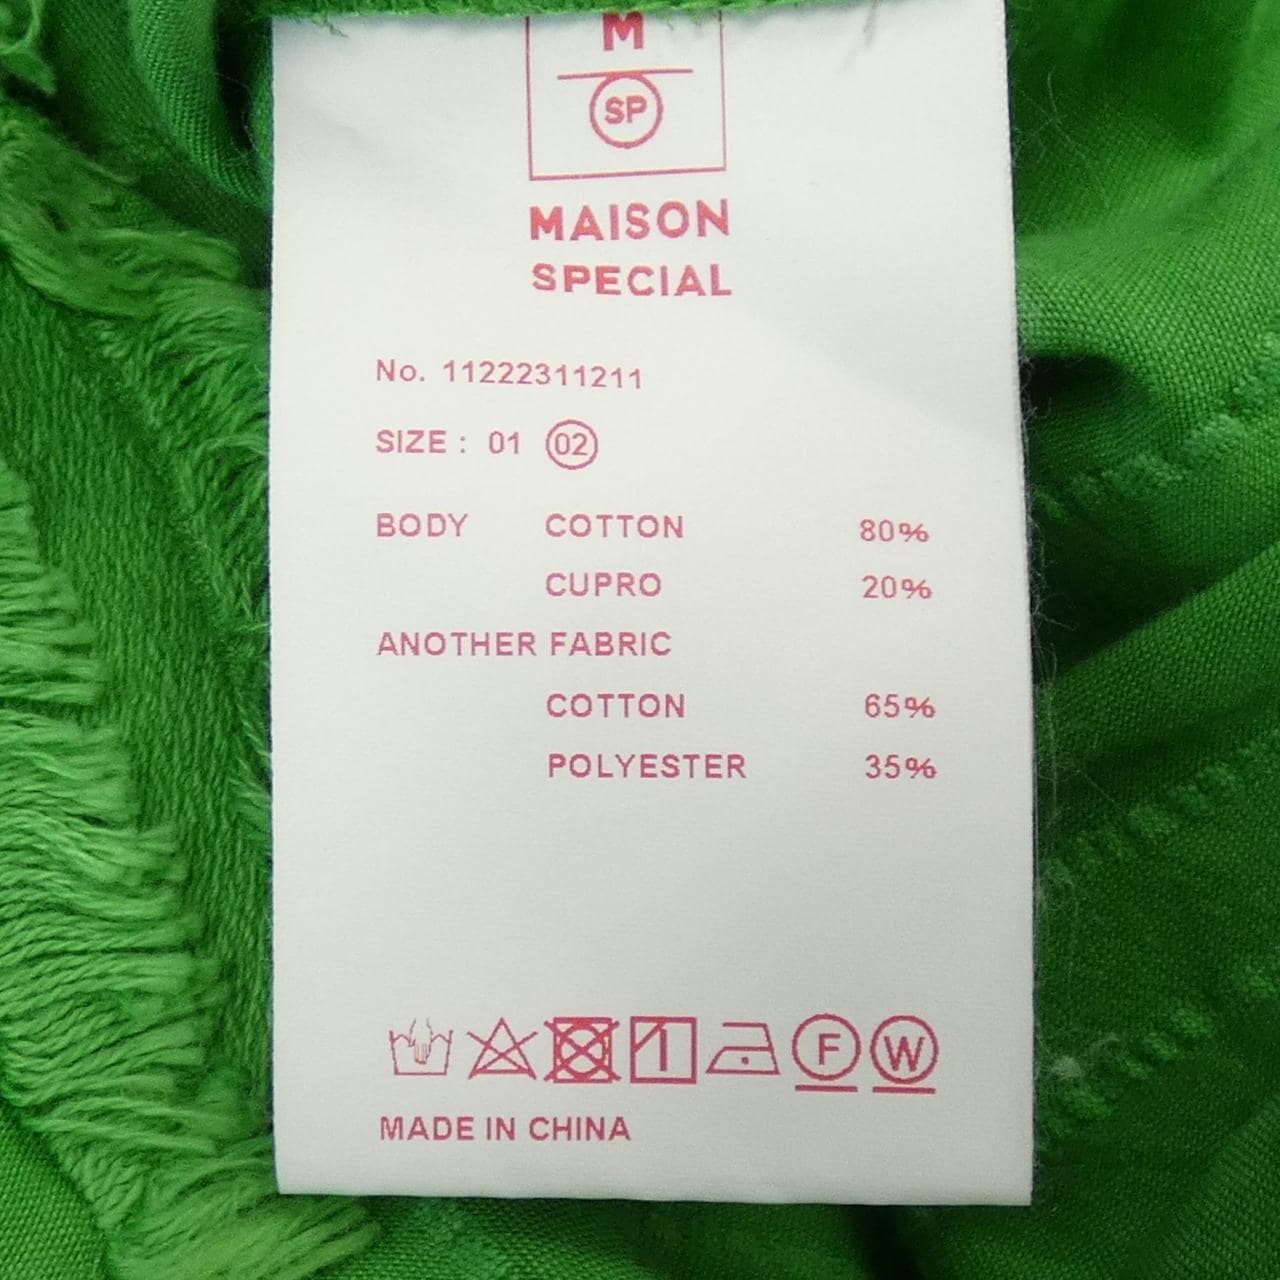 M
SP
MAISON
SPECIAL
No. 11222311211
SIZE : 01 02
BODY COTTON 80%
CUPRO 20%
ANOTHER FABRIC
COTTON 65%
POLYESTER 35%
F W
MADE IN CHINA